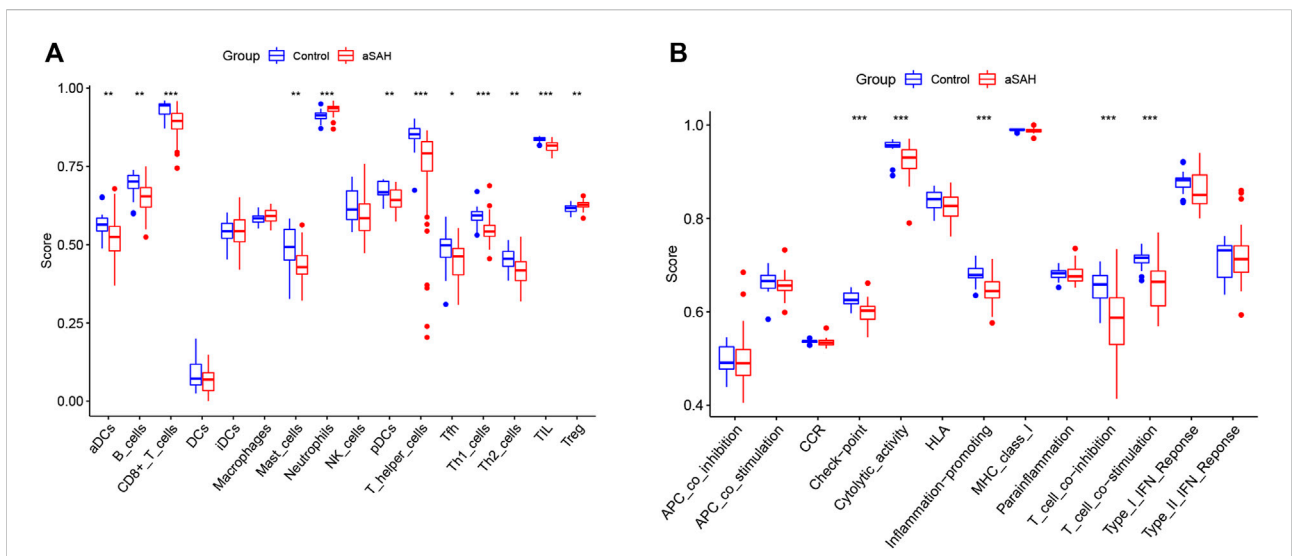 A
Group Control aSAH
** ** *** ** *** ** *** * *** ** *** **
1.00
0.75
0.50
0.25
0.00
Score
aDCs
B_cells
CD8+_T_cells
DCs
iDCs
Macrophages
Mast_cells
Neutrophils
NK_cells
pDCs
T_helper_cells
Tfh
Th1_cells
Th2_cells
TIL
Treg
B
Group Control aSAH
*** *** *** *** ***
1.0
0.8
0.6
0.4
Score
APC_co_inhibition
APC_co_stimulation
CCR
Check−point
Cytolytic_activity
HLA
Inflammation−promoting
MHC_class_I
Parainflammation
T_cell_co−inhibition
T_cell_co−stimulation
Type_I_IFN_Reponse
Type_II_IFN_Reponse